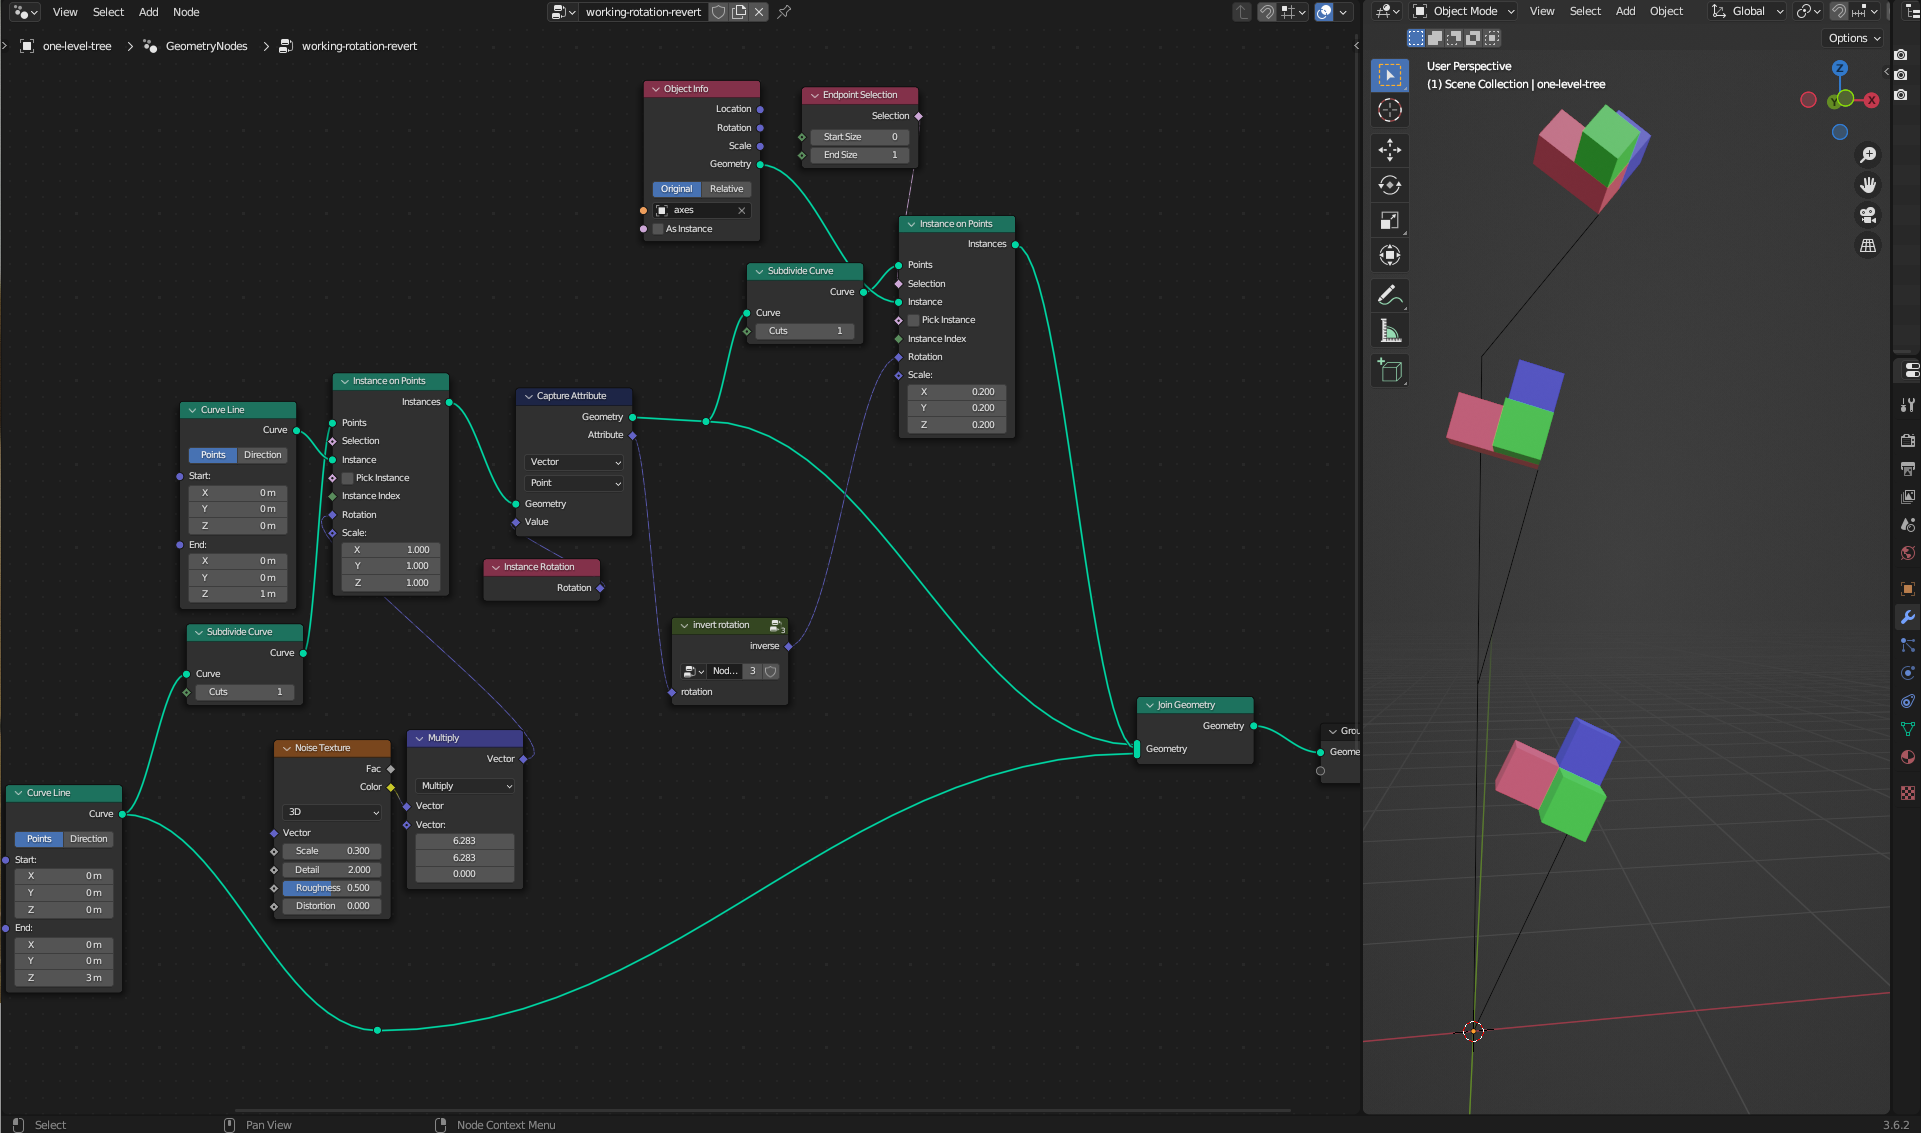 View Select Add Node
working-rotation-revert
one-level-tree > GeometryNodes > working-rotation-revert
Object Info
Location
Rotation
Scale
Geometry
Original Relative
axes
As Instance
Endpoint Selection
Selection
Start Size 0
End Size 1
Instance on Points
Instances
Points
Selection
Instance
Pick Instance
Instance Index
Rotation
Scale:
X 0.200
Y 0.200
Z 0.200
Subdivide Curve
Curve
Curve
Cuts 1
Instance on Points
Instances
Points
Selection
Instance
Pick Instance
Instance Index
Rotation
Scale:
X 1.000
Y 1.000
Z 1.000
Capture Attribute
Geometry
Attribute
Vector
Point
Geometry
Value
Curve Line
Curve
Points Direction
Start:
X 0 m
Y 0 m
Z 0 m
End:
X 0 m
Y 0 m
Z 1 m
Instance Rotation
Rotation
Subdivide Curve
Curve
Curve
Cuts 1
invert rotation
3
inverse
Nod... 3
rotation
Noise Texture
Fac
Color
3D
Vector
Scale 0.300
Detail 2.000
Roughness 0.500
Distortion 0.000
Multiply
Vector
Multiply
Vector
Vector:
6.283
6.283
0.000
Join Geometry
Geometry
Geometry
Grou
Geome
Curve Line
Curve
Points Direction
Start:
X 0 m
Y 0 m
Z 0 m
End:
X 0 m
Y 0 m
Z 3 m
Object Mode View Select Add Object Global
Options
User Perspective
(1) Scene Collection | one-level-tree
Z
Y
X
Select Pan View Node Context Menu 3.6.2